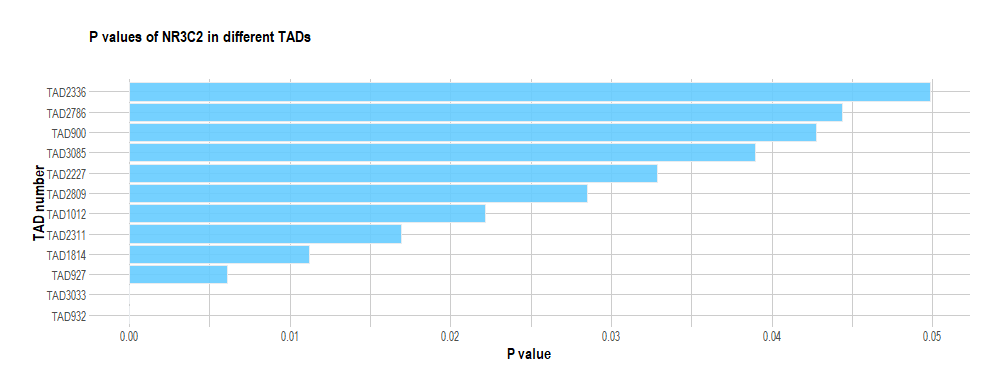 P values of NR3C2 in different TADs
TAD number
TAD2336
TAD2786
TAD900
TAD3085
TAD2227
TAD2809
TAD1012
TAD2311
TAD1814
TAD927
TAD3033
TAD932
0.00 0.01 0.02 0.03 0.04 0.05
P value